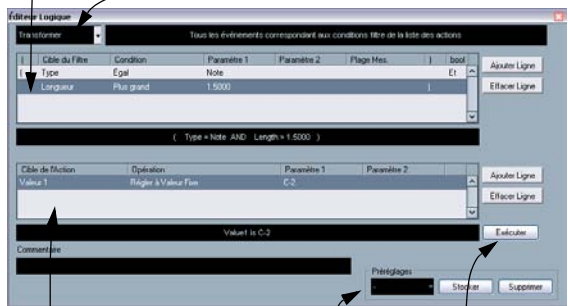 Éditeur Logique
Transformer
Tous les événements correspondant aux conditions filtre de la liste des actions
( Cible du Filtre Condition Paramètre 1 Paramètre 2 Plage Mes. ) bool
( Type Égal Note Et
Longueur Plus grand 1.5000 )
Ajouter Ligne
Effacer Ligne
( Type = Note AND Length > 1.5000 )
Cible de l'Action Opération Paramètre 1 Paramètre 2
Valeur 1 Régler à Valeur Fixe C-2
Ajouter Ligne
Effacer Ligne
Value1 is C-2
Exécuter
Commentaire
Préréglages
-
Stocker
Supprimer